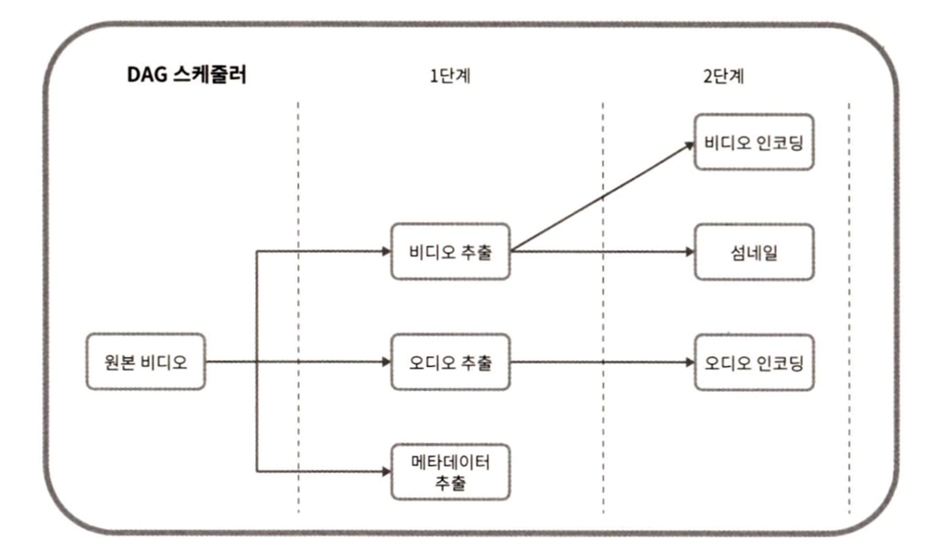 DAG 스케줄러
1단계
2단계
비디오 인코딩
비디오 추출
섬네일
원본 비디오
오디오 추출
오디오 인코딩
메타데이터
추출